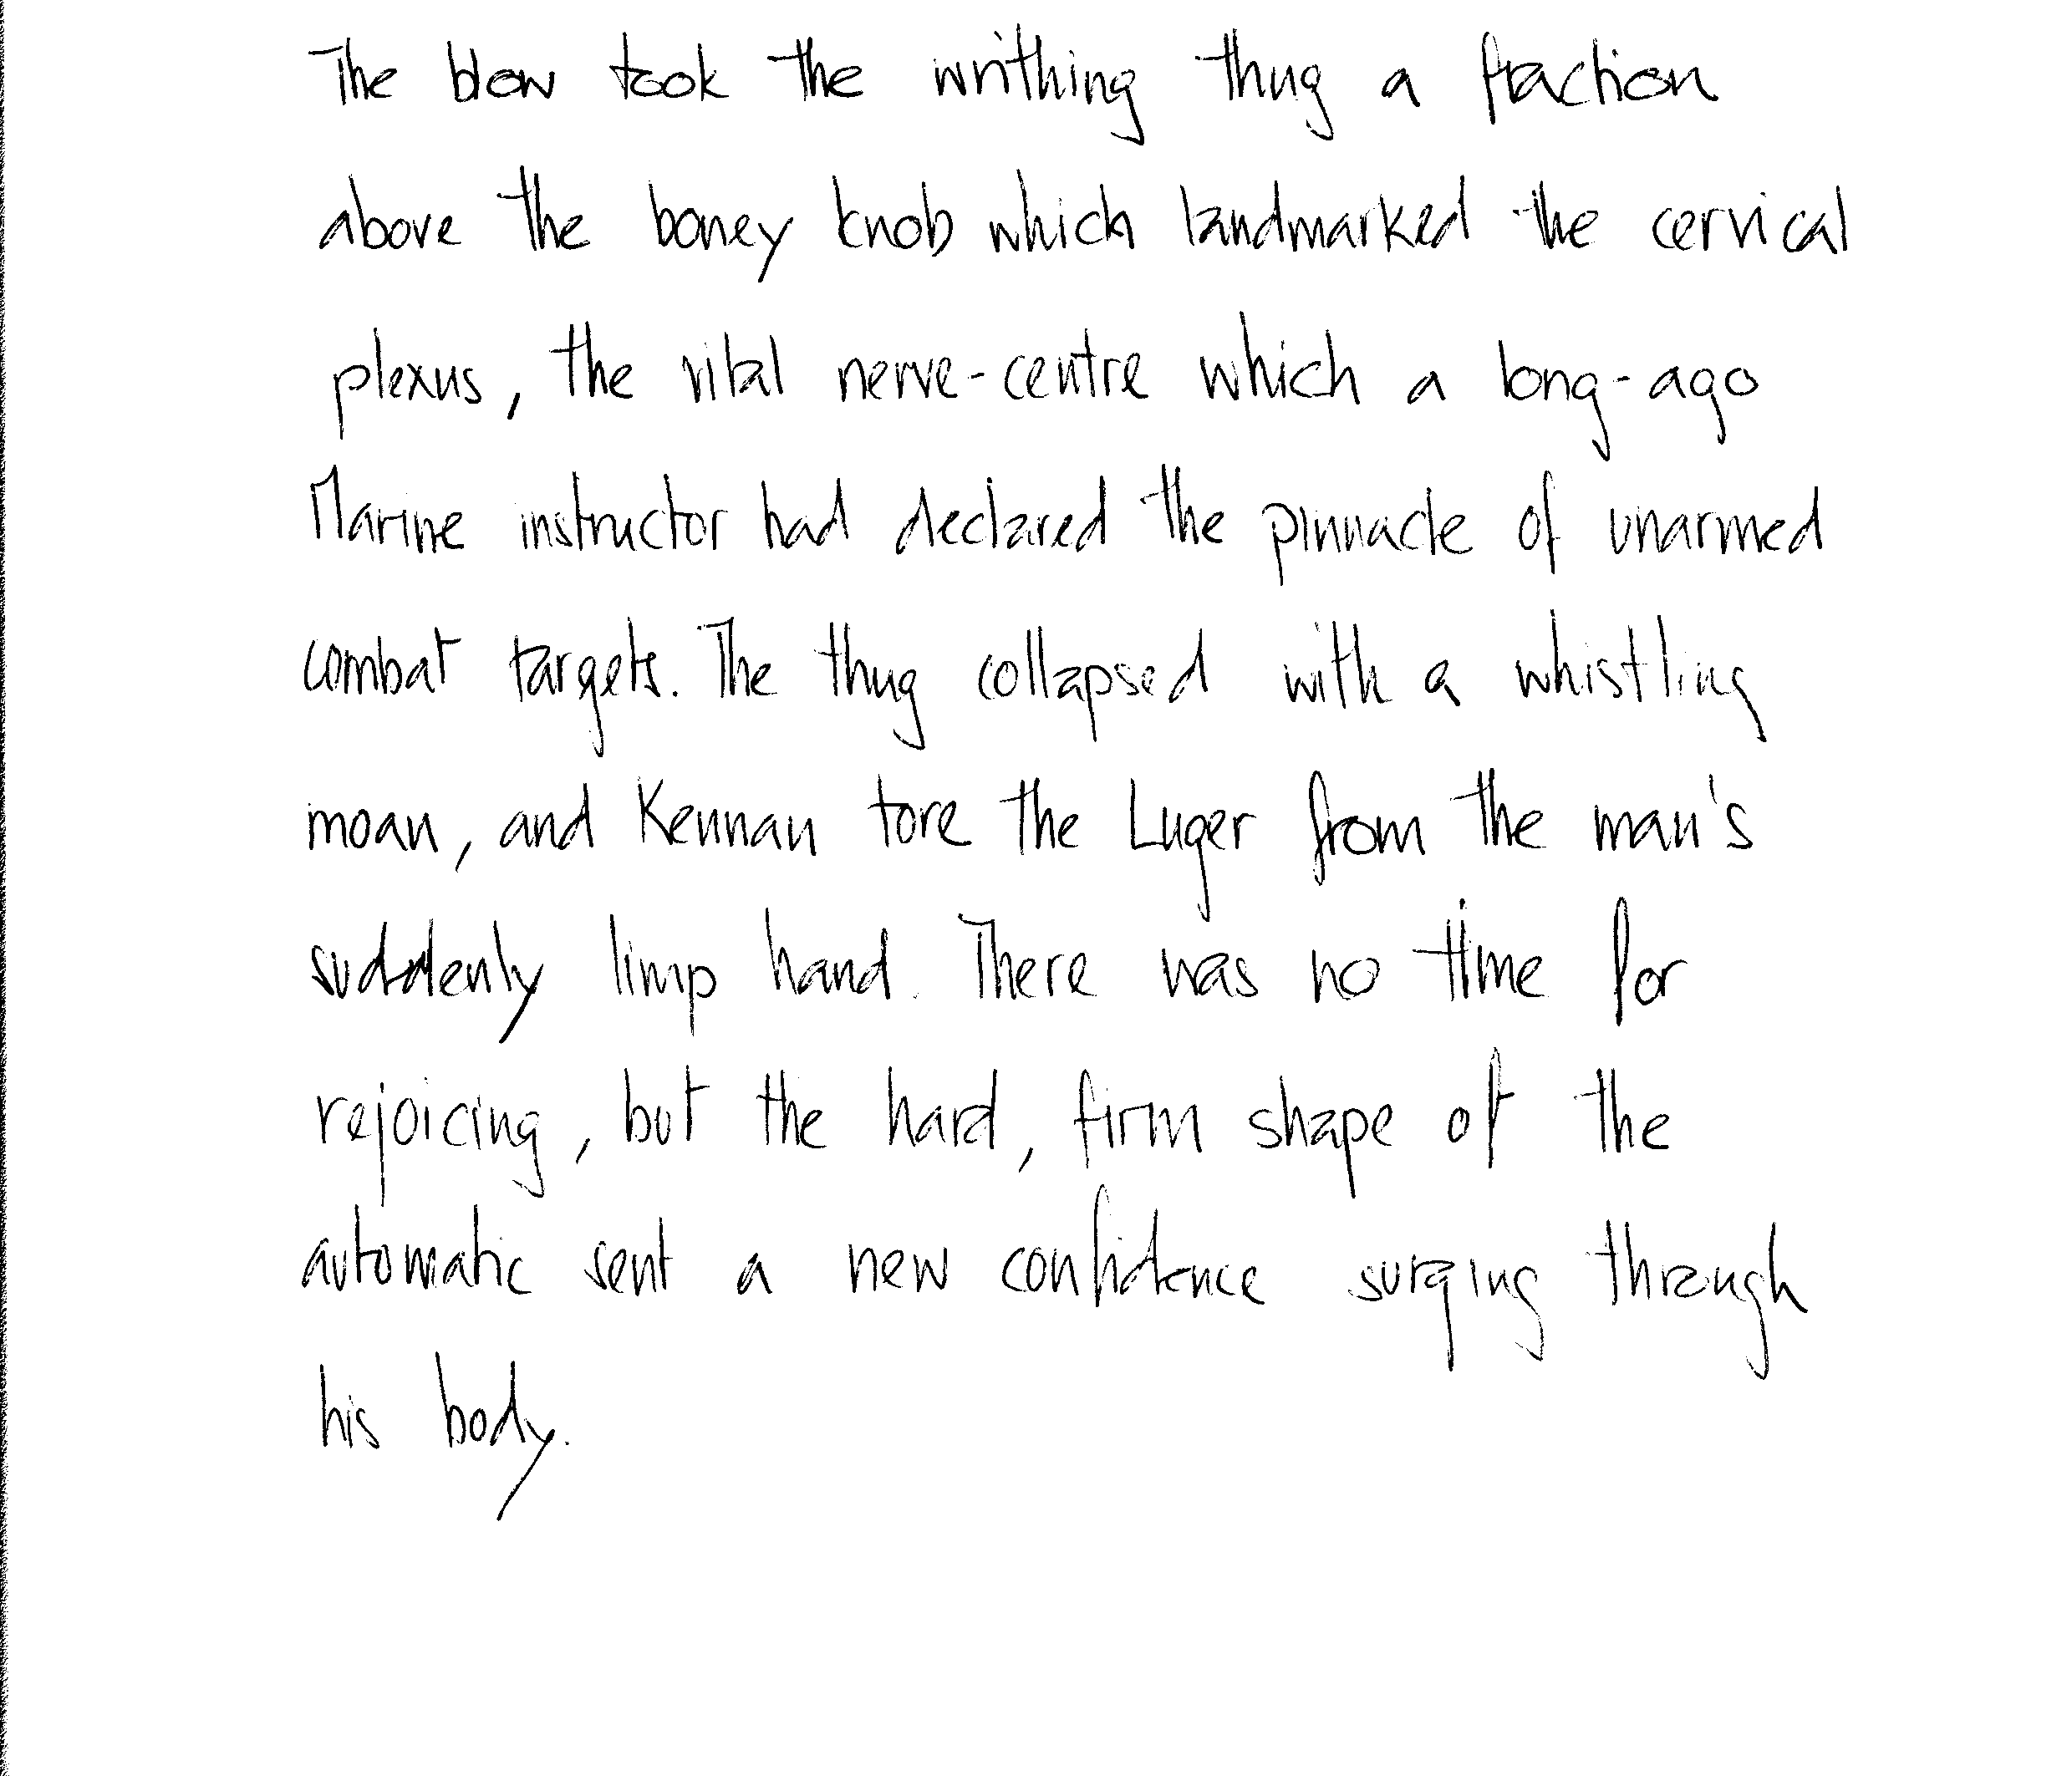 The blow took the writhing thug a fraction
above the boney knob which landmarked the cervical
plexus, the vital nerve-centre which a long-ago
Marine instructor had declared the pinnacle of unarmed
combat targets. The thug collapsed with a whistling
moan, and Kennan tore the Luger from the man's
suddenly limp hand. There was no time for
rejoicing, but the hard, firm shape of the
automatic sent a new confidence surging through
his body.